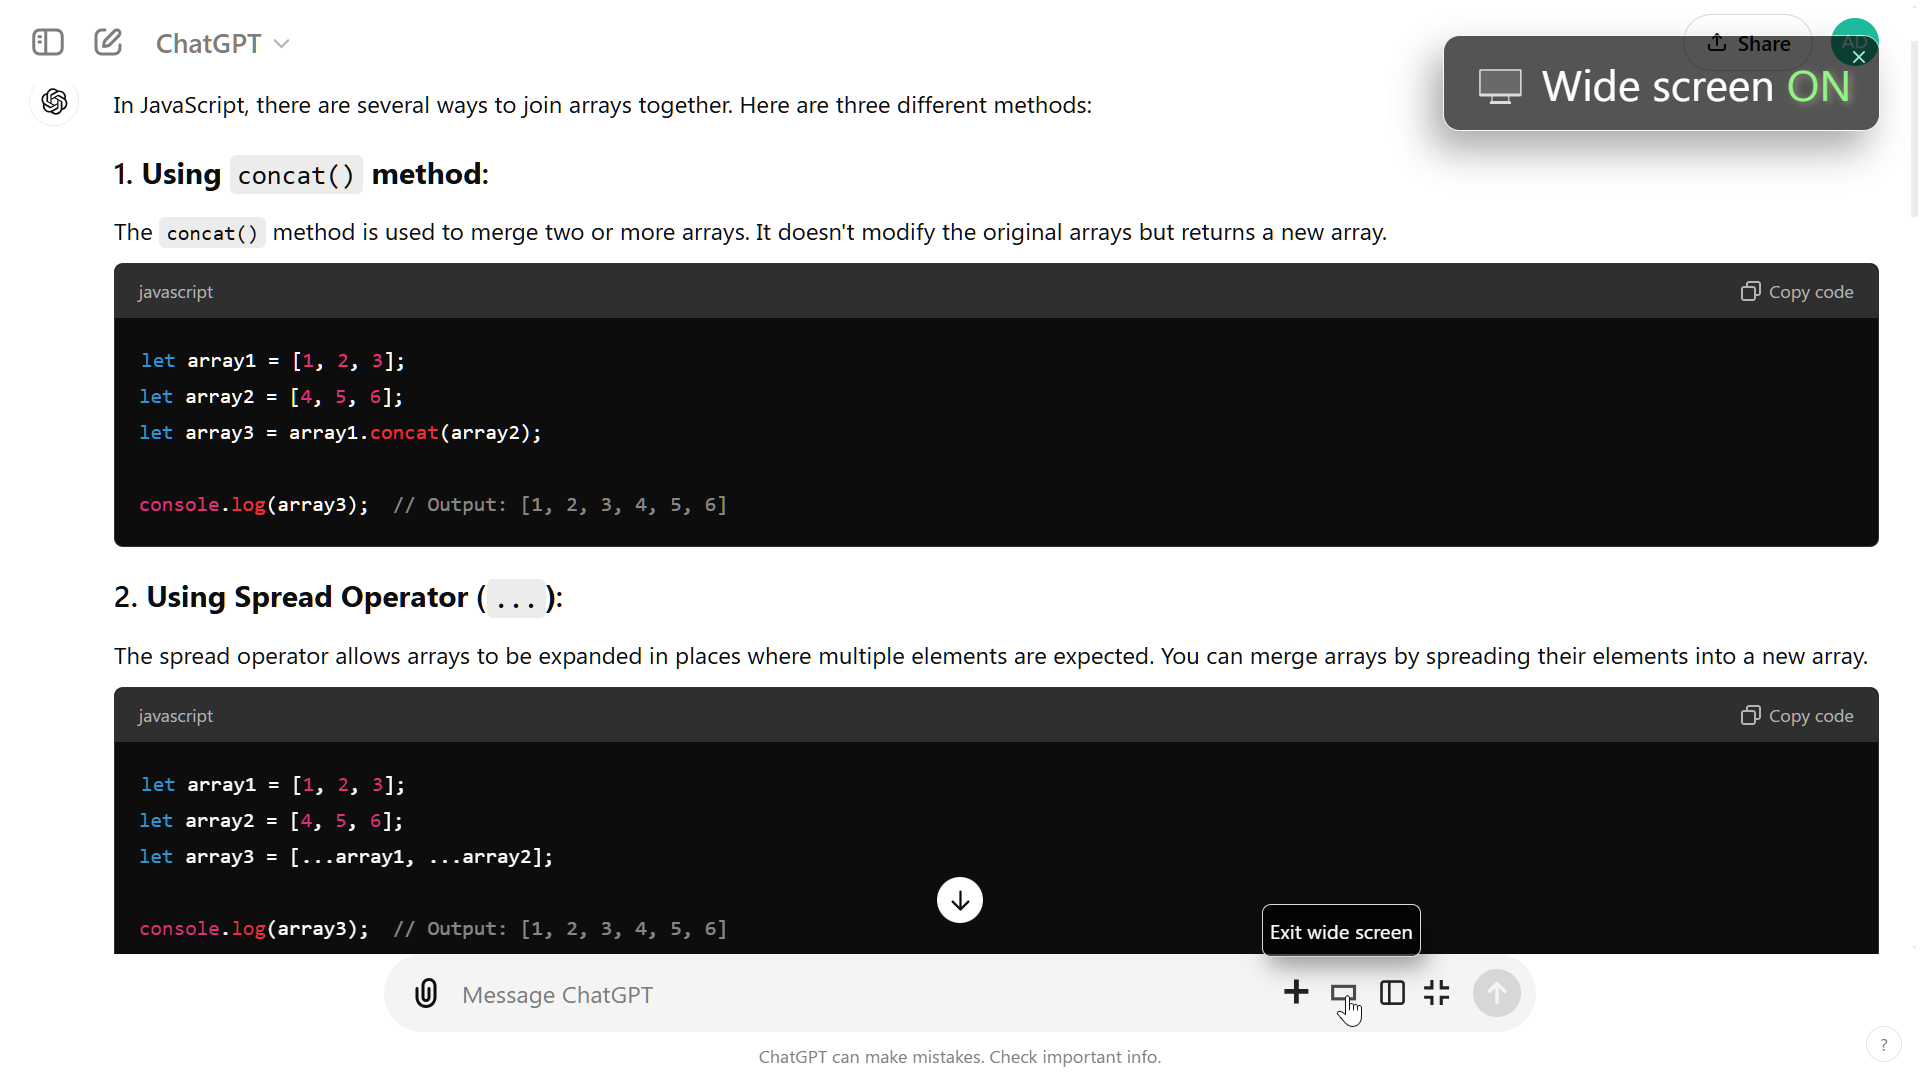 ChatGPT
Share
AD
Wide screen ON
In JavaScript, there are several ways to join arrays together. Here are three different methods:
1. Using concat() method:
The concat() method is used to merge two or more arrays. It doesn't modify the original arrays but returns a new array.
javascript
Copy code
let array1 = [1, 2, 3];
let array2 = [4, 5, 6];
let array3 = array1.concat(array2);
console.log(array3);  // Output: [1, 2, 3, 4, 5, 6]
2. Using Spread Operator (...):
The spread operator allows arrays to be expanded in places where multiple elements are expected. You can merge arrays by spreading their elements into a new array.
javascript
Copy code
let array1 = [1, 2, 3];
let array2 = [4, 5, 6];
let array3 = [...array1, ...array2];
console.log(array3);  // Output: [1, 2, 3, 4, 5, 6]
Exit wide screen
Message ChatGPT
ChatGPT can make mistakes. Check important info.
?